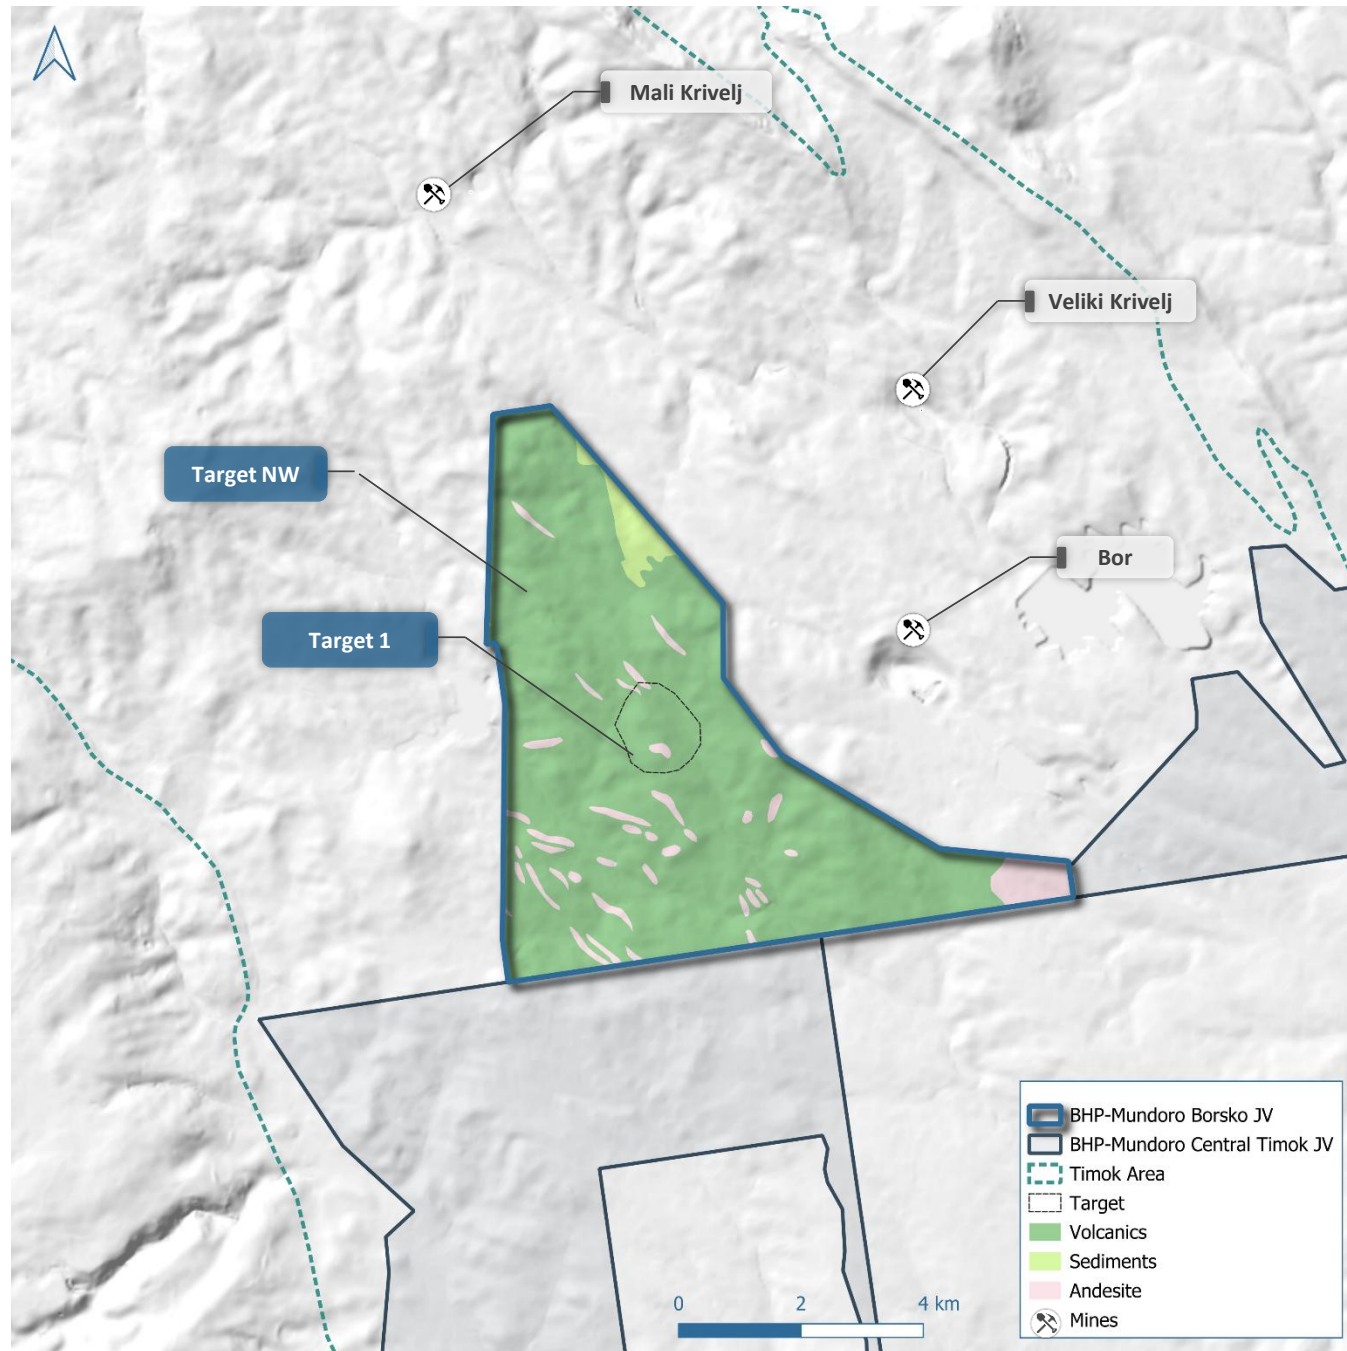 Mali Krivelj
Veliki Krivelj
Target NW
Bor
Target 1
BHP-Mundoro Borsko JV
BHP-Mundoro Central Timok JV
Timok Area
Target
Volcanics
Sediments
Andesite
Mines
0 2 4 km